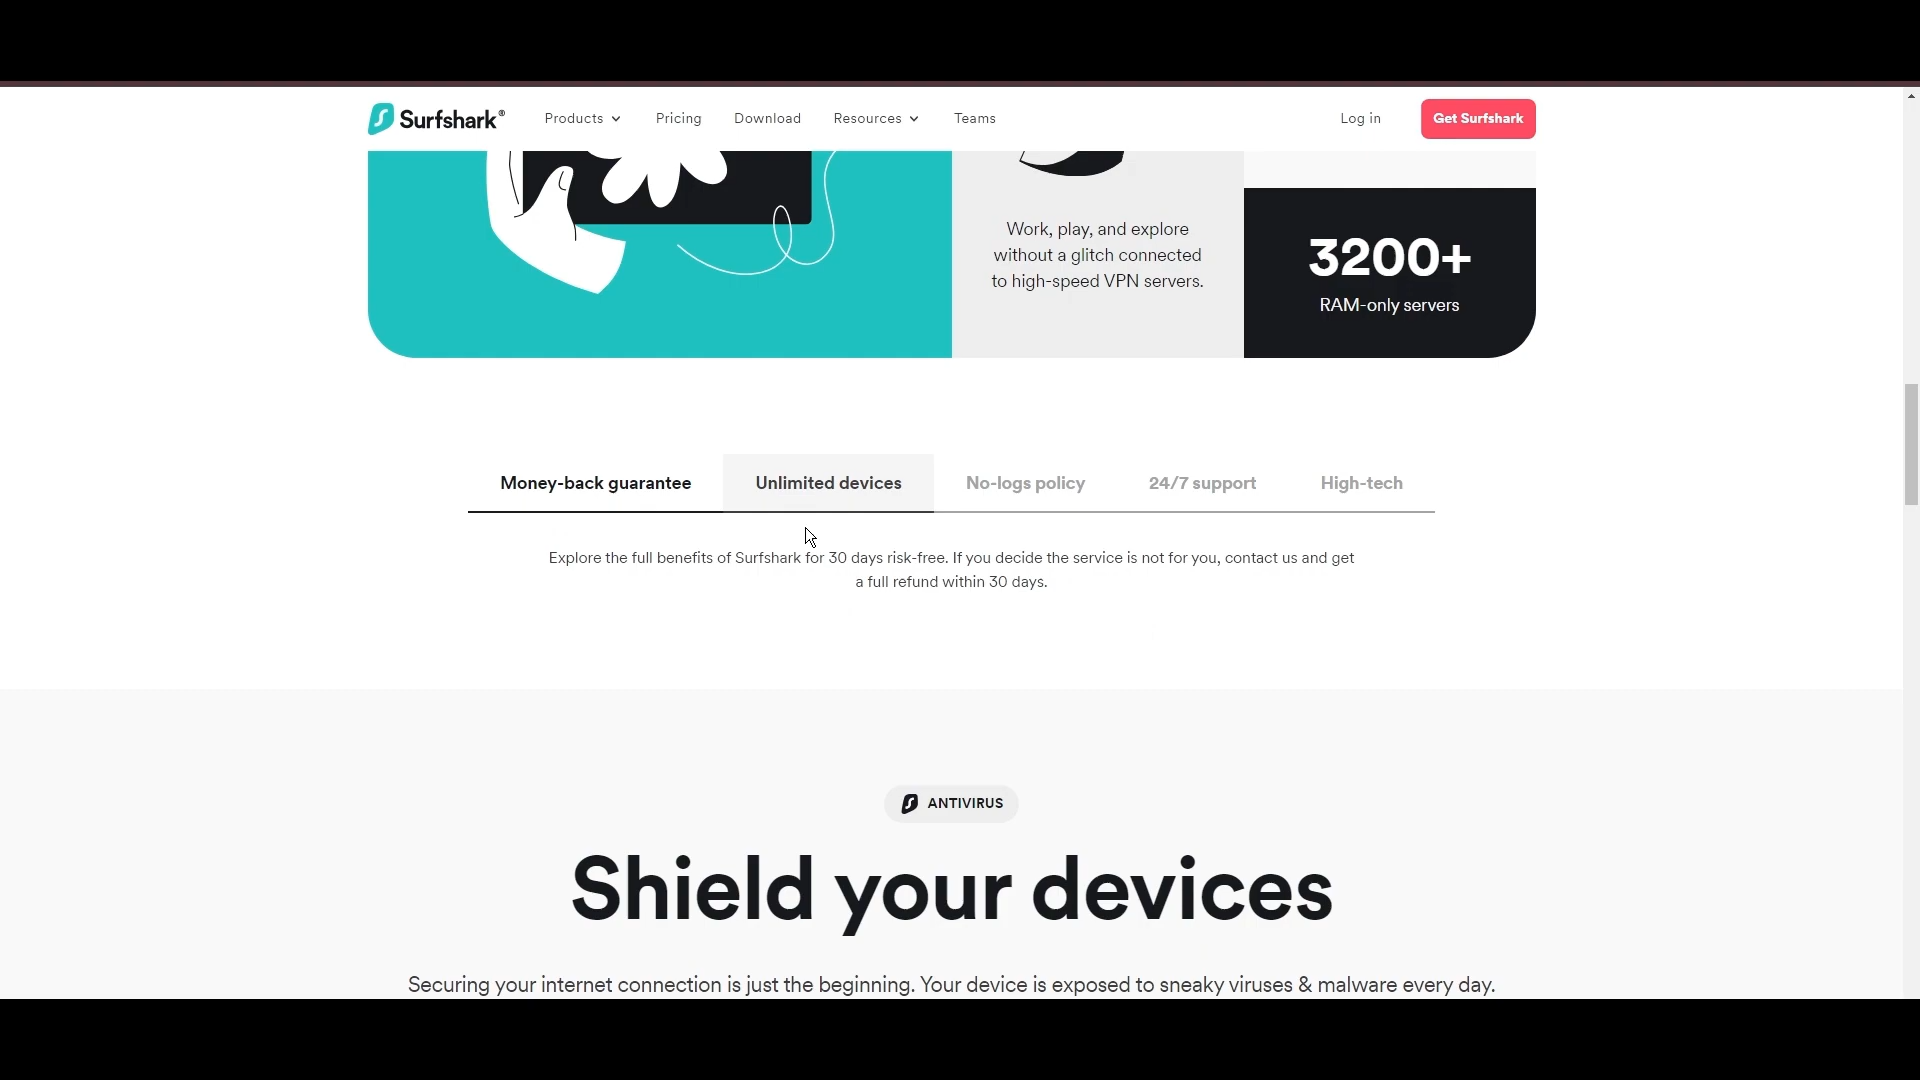 Surfshark®
Products
Pricing
Download
Resources
Teams
Log in
Get Surfshark
Work, play, and explore
without a glitch connected
to high-speed VPN servers.
3200+
RAM-only servers
Money-back guarantee
Unlimited devices
No-logs policy
24/7 support
High-tech
Explore the full benefits of Surfshark for 30 days risk-free. If you decide the service is not for you, contact us and get
a full refund within 30 days.
ANTIVIRUS
Shield your devices
Securing your internet connection is just the beginning. Your device is exposed to sneaky viruses & malware every day.